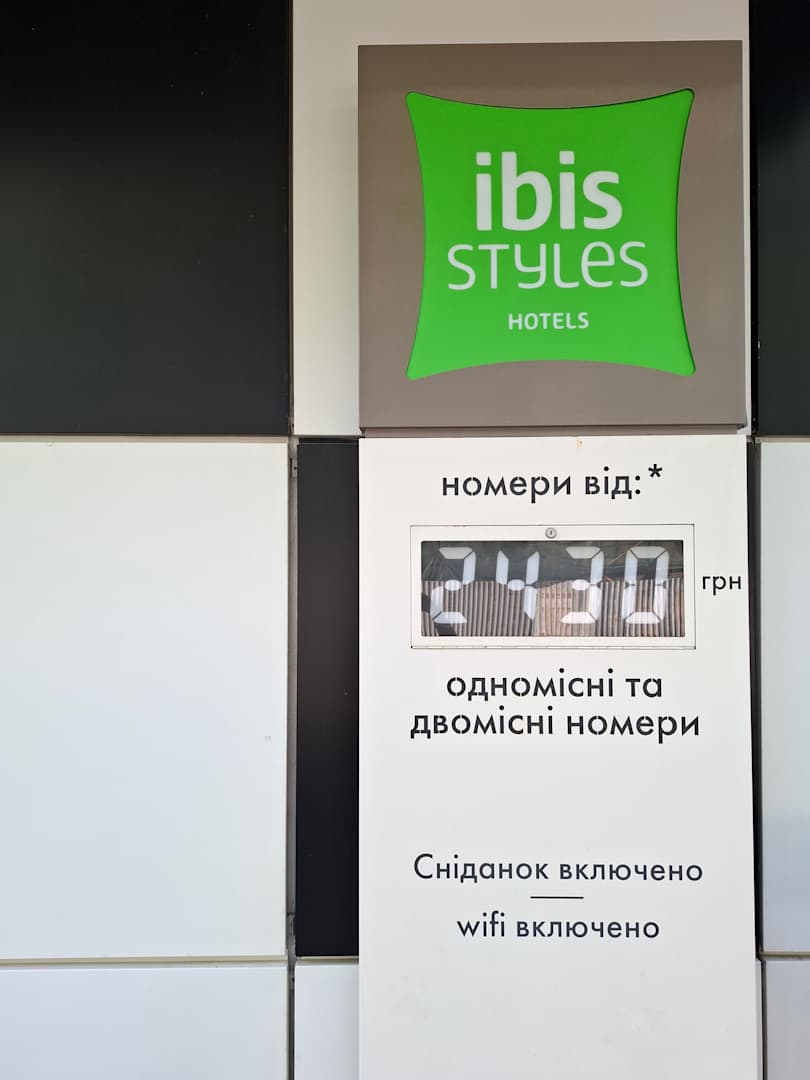 ibis
STYLES
HOTELS
номери від:*
2430 грн
одномісні та
двомісні номери
Сніданок включено
wifi включено